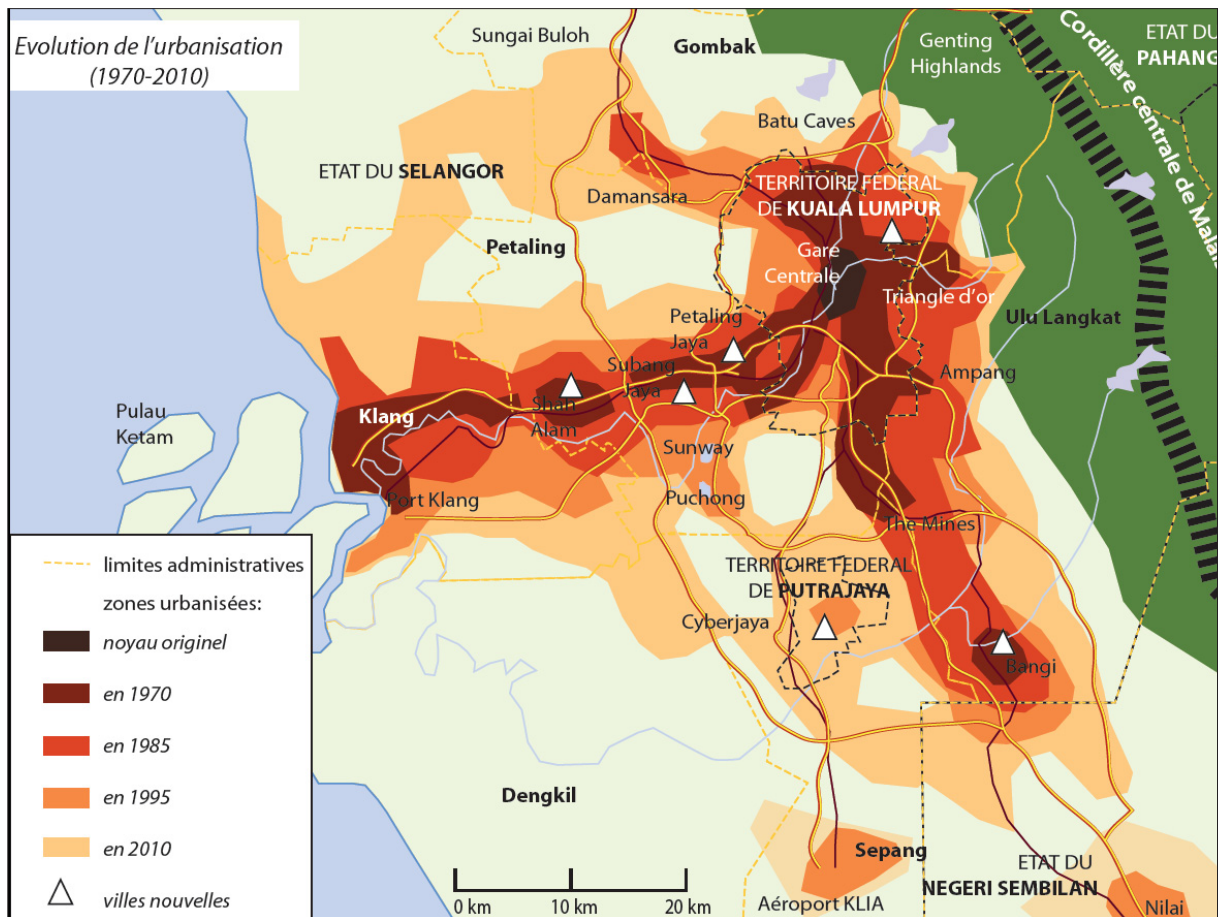 Evolution de l'urbanisation
(1970-2010)
Sungai Buloh
Gombak
Genting
Highlands
ETAT DU
PAHANG
Cordillère centrale de Malais
Batu Caves
ETAT DU SELANGOR
Damansara
TERRITOIRE FEDERAL
DE KUALA LUMPUR
Petaling
Gare
Centrale
Triangle d'or
Ulu Langkat
Petaling
Jaya
Subang
Jaya
Ampang
Klang
Shah
Alam
Pulau
Ketam
Sunway
Port Klang
Puchong
The Mines
TERRITOIRE FEDERAL
DE PUTRAJAYA
Cyberjaya
Bangi
Dengkil
Sepang
Aéroport KLIA
ETAT DU
NEGERI SEMBILAN
Nilai
limites administratives
zones urbanisées:
noyau originel
en 1970
en 1985
en 1995
en 2010
villes nouvelles
0 km
10 km
20 km